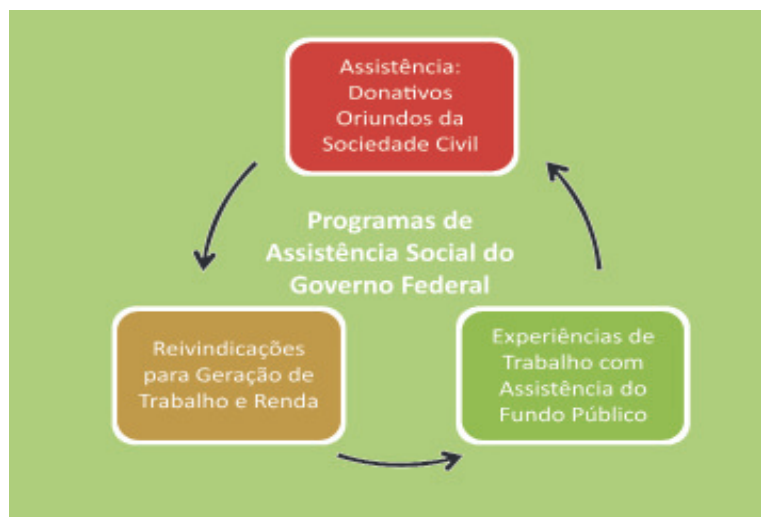 Assistência:
Donativos
Oriundos da
Sociedade Civil
Programas de
Assistência Social do
Governo Federal
Reivindicações
para Geração de
Trabalho e Renda
Experiências de
Trabalho com
Assistência do
Fundo Público